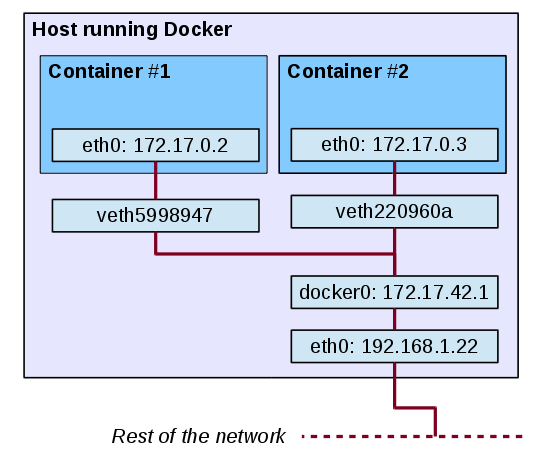 Host running Docker
Container #1
Container #2
eth0: 172.17.0.2
eth0: 172.17.0.3
veth5998947
veth220960a
docker0: 172.17.42.1
eth0: 192.168.1.22
Rest of the network